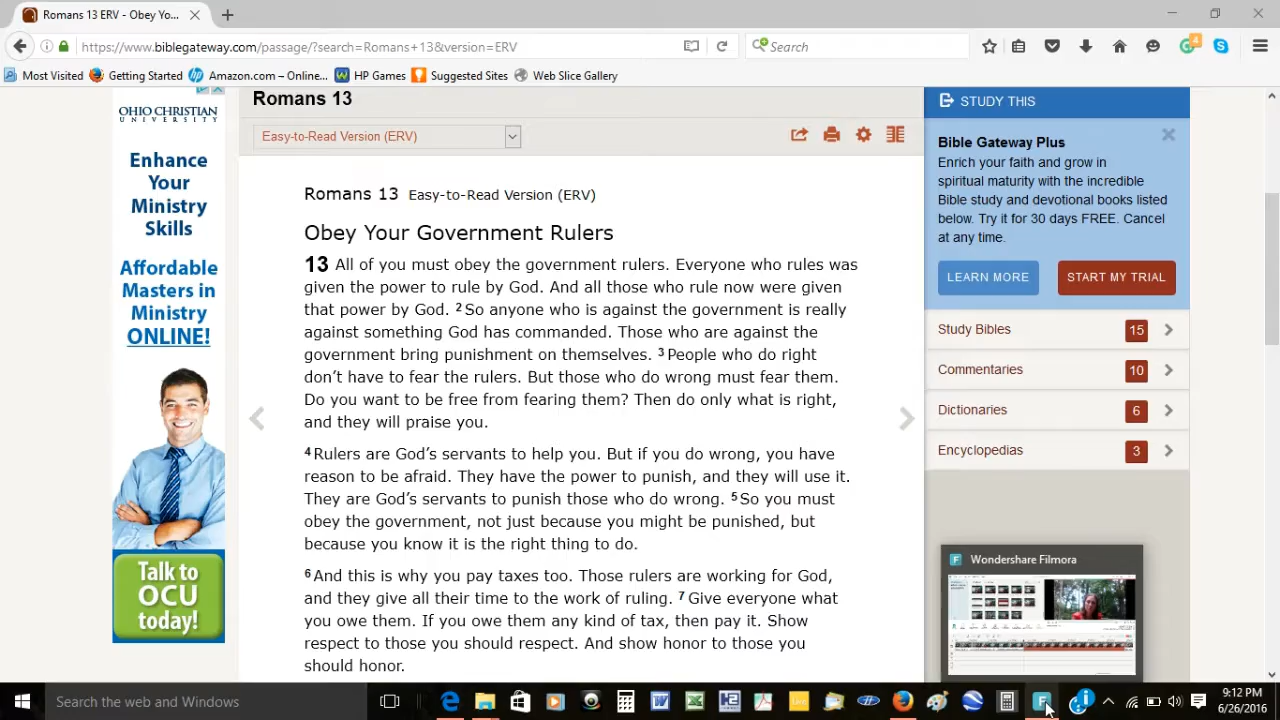 Romans 13 ERV - Obey You...
https://www.biblegateway.com/passage/?search=Romans+13&version=ERV
Search
4
Most Visited
Getting Started
Amazon.com – Online...
HP Games
Suggested Sites
Web Slice Gallery
OHIO CHRISTIAN
UNIVERSITY
Enhance
Your
Ministry
Skills
Affordable
Masters in
Ministry
ONLINE!
Talk to
OCU
today!
Romans 13
Easy-to-Read Version (ERV)
Romans 13 Easy-to-Read Version (ERV)
Obey Your Government Rulers
13 All of you must obey the government rulers. Everyone who rules was
given the power to rule by God. And all those who rule now were given
that power by God. 2 So anyone who is against the government is really
against something God has commanded. Those who are against the
government bring punishment on themselves. 3 People who do right
don't have to fear the rulers. But those who do wrong must fear them.
Do you want to be free from fearing them? Then do only what is right,
and they will praise you.
4 Rulers are God's servants to help you. But if you do wrong, you have
reason to be afraid. They have the power to punish, and they will use it.
They are God's servants to punish those who do wrong. 5 So you must
obey the government, not just because you might be punished, but
because you know it is the right thing to do.
6 And this is why you pay taxes too. Those rulers are working for God,
and they give all their time to the work of ruling. 7 Give everyone what
you owe them. If you owe them any kind of tax, then pay it. Show
respect to those you should respect. And show honor to those you
should honor.
STUDY THIS
Bible Gateway Plus
Enrich your faith and grow in
spiritual maturity with the incredible
Bible study and devotional books listed
below. Try it for 30 days FREE. Cancel
at any time.
LEARN MORE
START MY TRIAL
Study Bibles 15
Commentaries 10
Dictionaries 6
Encyclopedias 3
Wondershare Filmora
Search the web and Windows
9:12 PM
6/26/2016